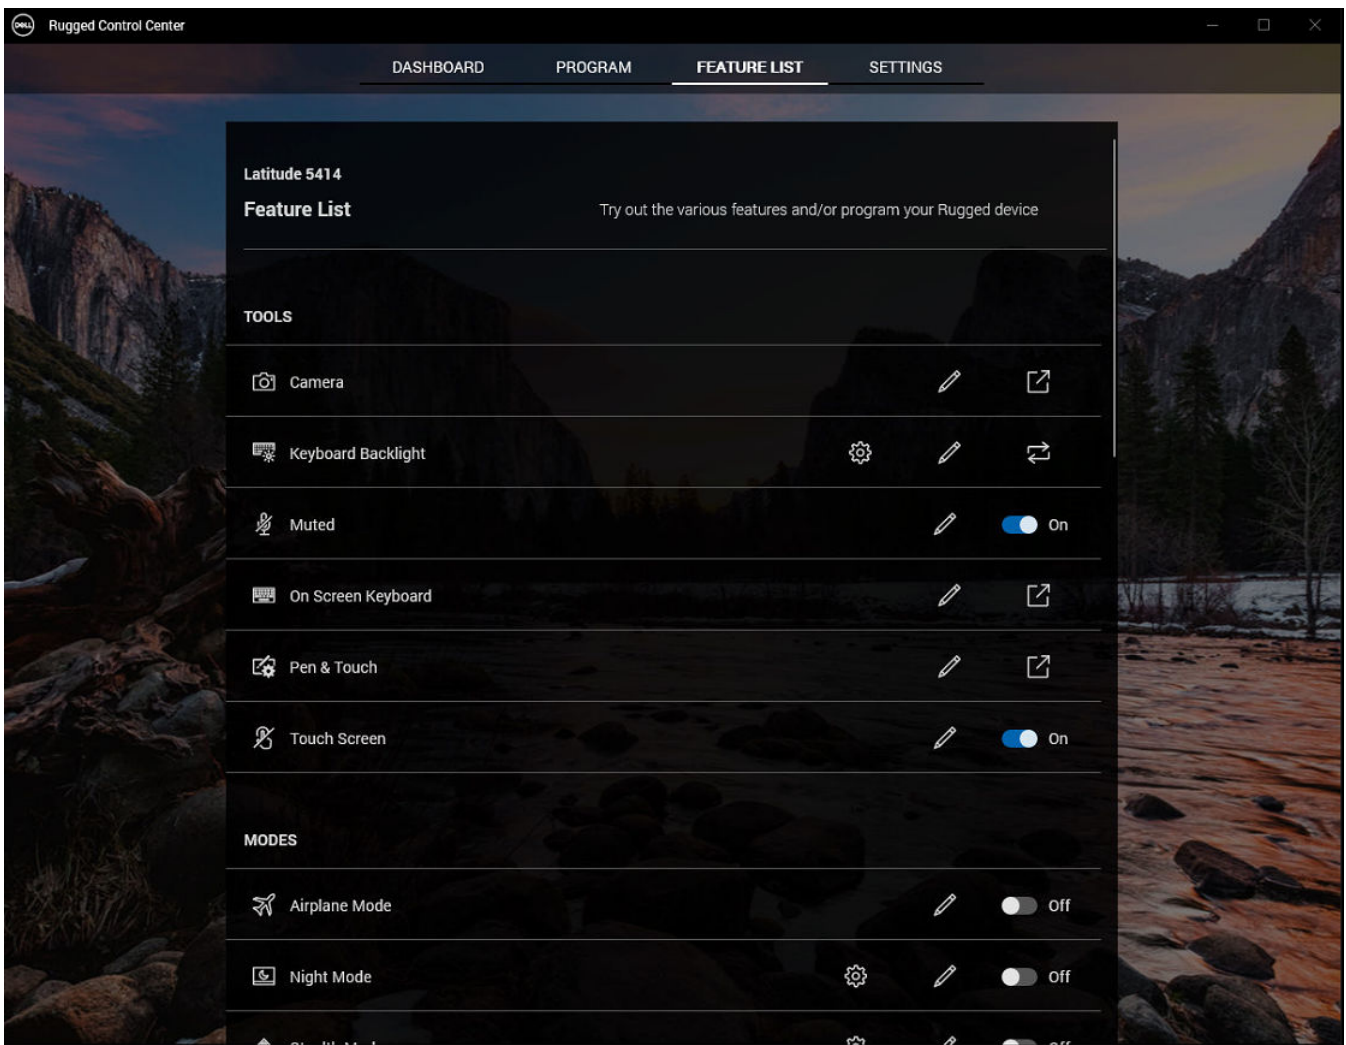 DELL Rugged Control Center
DASHBOARD PROGRAM FEATURE LIST SETTINGS
Latitude 5414
Feature List Try out the various features and/or program your Rugged device
TOOLS
Camera
Keyboard Backlight
Muted On
On Screen Keyboard
Pen & Touch
Touch Screen On
MODES
Airplane Mode Off
Night Mode Off